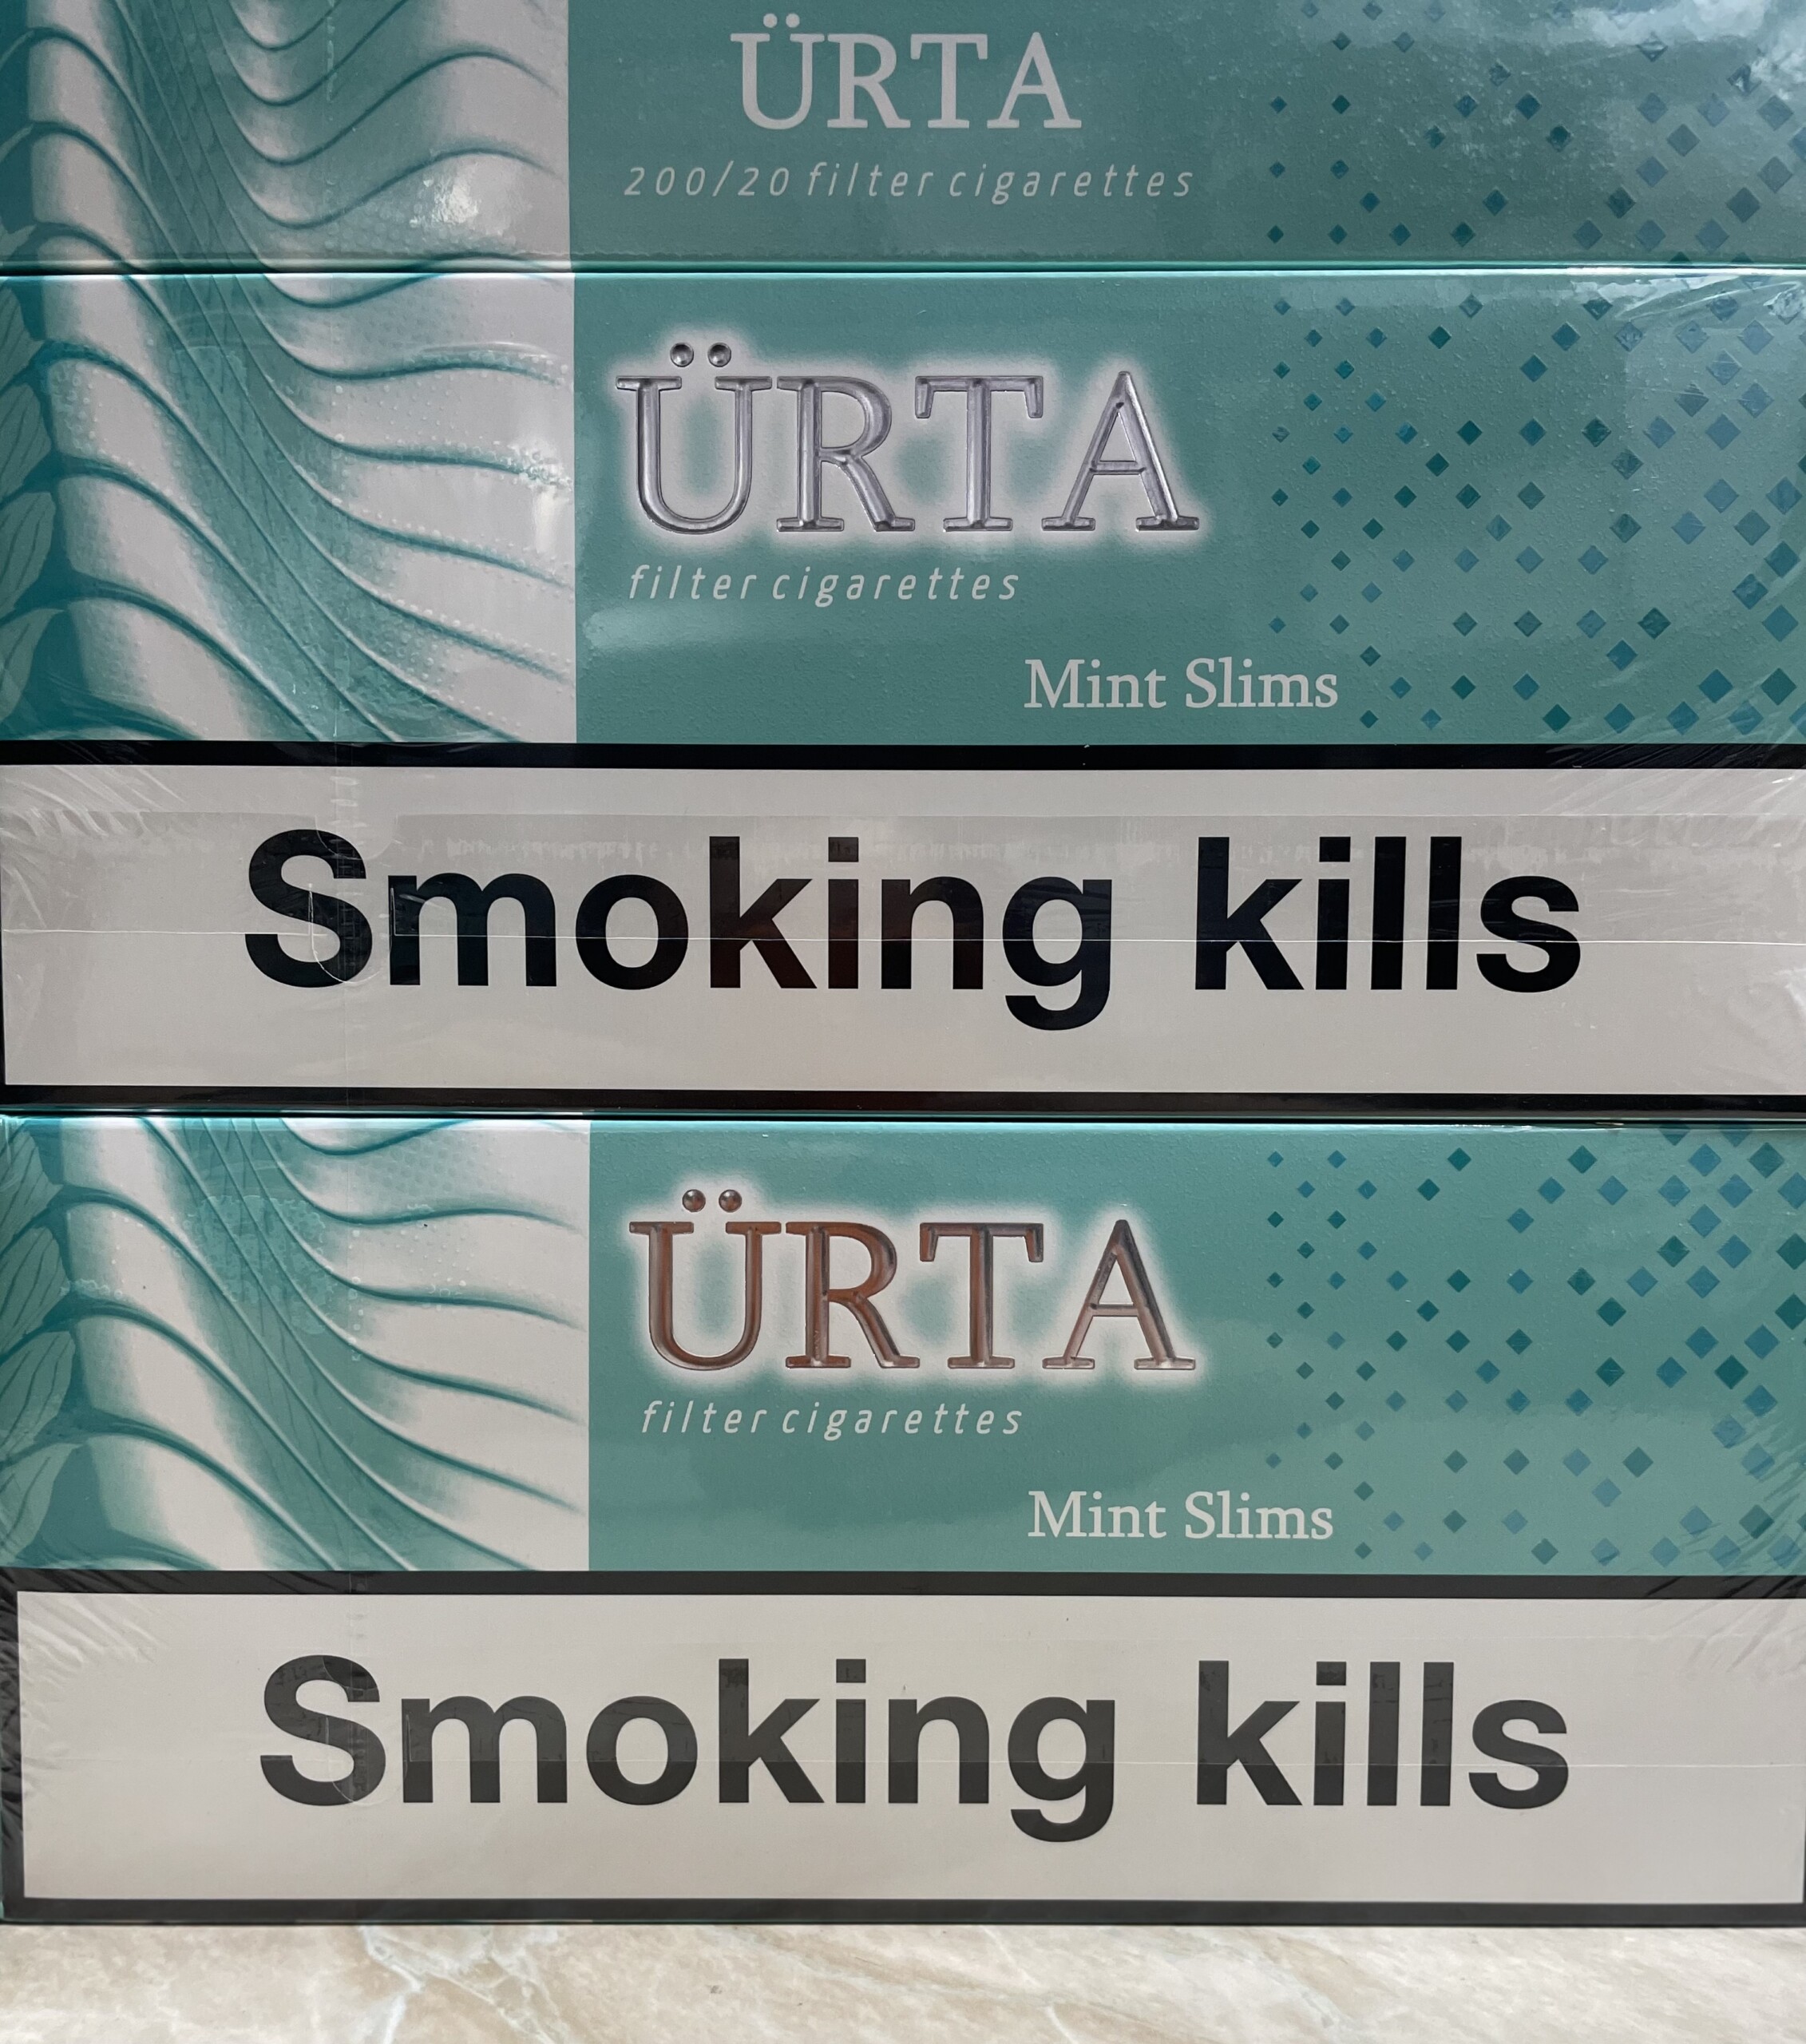 ÜRTA
200/20 filter cigarettes
ÜRTA
filter cigarettes
Mint Slims
Smoking kills
ÜRTA
filter cigarettes
Mint Slims
Smoking kills